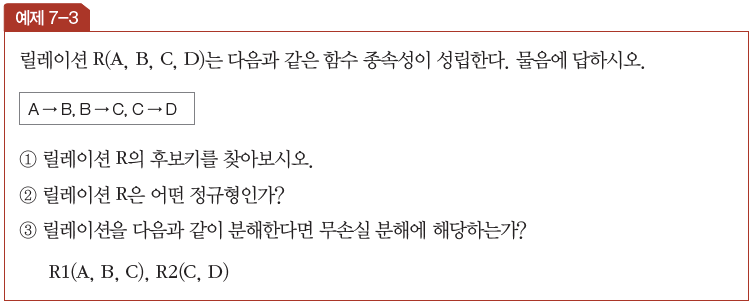 예제 7-3
릴레이션 R(A, B, C, D)는 다음과 같은 함수 종속성이 성립한다. 물음에 답하시오.
A → B, B → C, C → D
① 릴레이션 R의 후보키를 찾아보시오.
② 릴레이션 R은 어떤 정규형인가?
③ 릴레이션을 다음과 같이 분해한다면 무손실 분해에 해당하는가?
R1(A, B, C), R2(C, D)